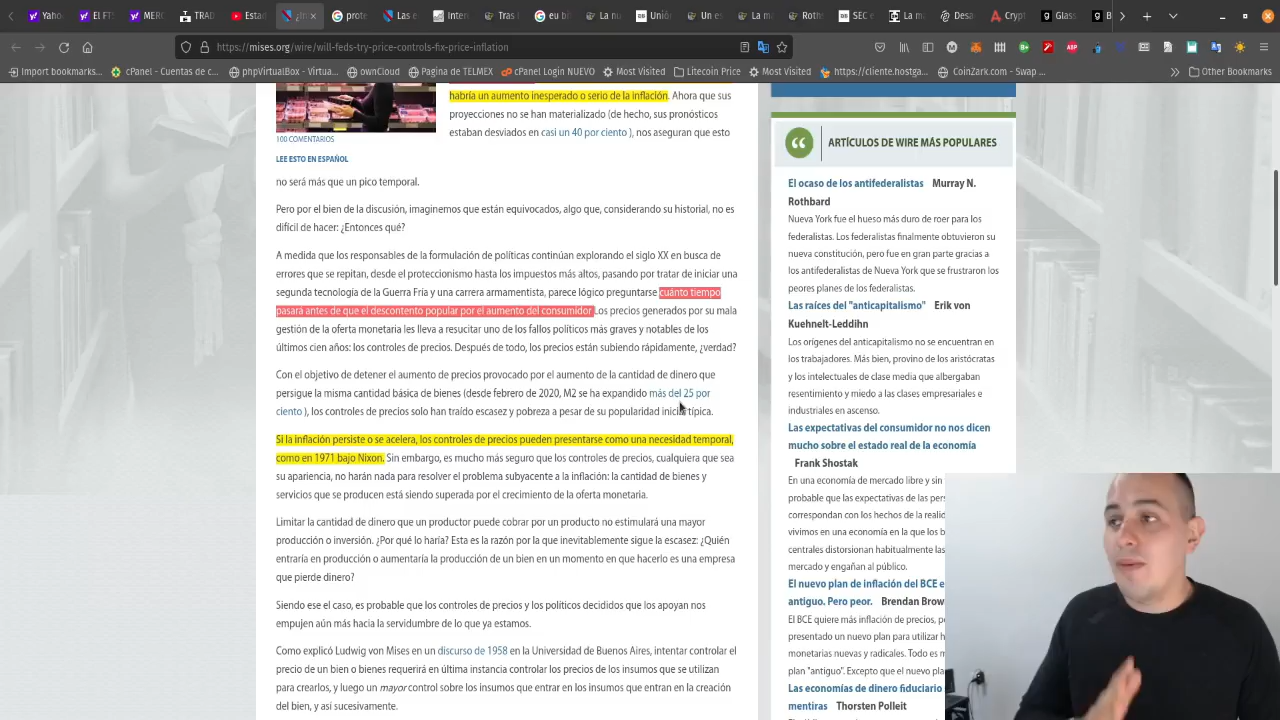 Yaho
Doc
Las e
Inter
G bi
Las
Yaho
Ret
SEC e
Desa
Crypt
Glass
B
https://mises.org/wire/will-feds-try-price-controls-fix-price-inflation
Import bookmarks...
cPanel - Cuentas de c...
phpVirtualBox - Virtua...
ownCloud
Pagina de TELMEX
cPanel Login NUEVO
Most Visited
Litecoin Price
Most Visited
https://cliente.hostga...
CoinZark.com - Swap ...
Other Bookmarks
habría un aumento inesperado o serio de la inflación. Ahora que sus
proyecciones no se han materializado (de hecho, sus pronósticos
estaban desviados en casi un 40 por ciento ), nos aseguran que esto
100 COMENTARIOS
LEE ESTO EN ESPAÑOL
no será más que un pico temporal.
Pero por el bien de la discusión, imaginemos que están equivocados, algo que, considerando su historial, no es
difícil de hacer: ¿Entonces qué?
A medida que los responsables de la formulación de políticas continúan explorando el siglo XX en busca de
errores que se repitan, desde el proteccionismo hasta los impuestos más altos, pasando por tratar de iniciar una
segunda tecnología de la Guerra Fría y una carrera armamentista, parece lógico preguntarse cuánto tiempo
pasará antes de que el descontento popular por el aumento del consumidor Los precios generados por su mala
gestión de la oferta monetaria les lleva a resucitar uno de los fallos políticos más graves y notables de los
últimos cien años: los controles de precios. Después de todo, los precios están subiendo rápidamente, ¿verdad?
Con el objetivo de detener el aumento de precios provocado por el aumento de la cantidad de dinero que
persigue la misma cantidad básica de bienes (desde febrero de 2020, M2 se ha expandido más del 25 por
ciento ), los controles de precios solo han traído escasez y pobreza a pesar de su popularidad inicial típica.
Si la inflación persiste o se acelera, los controles de precios pueden presentarse como una necesidad temporal,
como en 1971 bajo Nixon. Sin embargo, es mucho más seguro que los controles de precios, cualquiera que sea
su apariencia, no harán nada para resolver el problema subyacente a la inflación: la cantidad de bienes y
servicios que se producen está siendo superada por el crecimiento de la oferta monetaria.
Limitar la cantidad de dinero que un productor puede cobrar por un producto no estimulará una mayor
producción o inversión. ¿Por qué lo haría? Esta es la razón por la que inevitablemente sigue la escasez: ¿Quién
entraría en producción o aumentaría la producción de un bien en un momento en que hacerlo es una empresa
que pierde dinero?
Siendo ese el caso, es probable que los controles de precios y los políticos decididos que los apoyan nos
empujen aún más hacia la servidumbre de lo que ya estamos.
Como explicó Ludwig von Mises en un discurso de 1958 en la Universidad de Buenos Aires, intentar controlar el
precio de un bien o bienes requerirá en última instancia controlar los precios de los insumos que se utilizan
para crearlos, y luego un mayor control sobre los insumos que entran en los insumos que entran en la creación
del bien, y así sucesivamente.
ARTÍCULOS DE WIRE MÁS POPULARES
El ocaso de los antifederalistas Murray N.
Rothbard
Nueva York fue el hueso más duro de roer para los
federalistas. Los federalistas finalmente obtuvieron su
nueva constitución, pero fue en gran parte gracias a
los antifederalistas de Nueva York que se frustraron los
peores planes de los federalistas.
Las raíces del "anticapitalismo" Erik von
Kuehnelt-Leddihn
Los orígenes del anticapitalismo no se encuentran en
los trabajadores. Más bien, provino de los aristócratas
y los intelectuales de clase media que albergaban
resentimiento y miedo a las clases empresariales e
industriales en ascenso.
Las expectativas del consumidor no nos dicen
mucho sobre el estado real de la economía
Frank Shostak
En una economía de mercado libre y sin
probable que las expectativas de las pers
correspondan con los hechos de la realid
vivimos en una economía en la que los b
centrales distorsionan habitualmente las
mercado y engañan al público.
El nuevo plan de inflación del BCE e
antiguo. Pero peor. Brendan Brow
El BCE quiere más inflación de precios, pe
presentado un nuevo plan para utilizar h
monetarias nuevas y radicales. Todo es m
plan "antiguo". Excepto que el nuevo pla
Las economías de dinero fiduciario
mentiras Thorsten Polleit